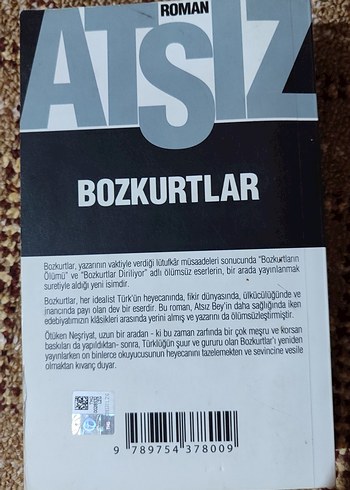 ROMAN
ATSIZ
BOZKURTLAR
Bozkurtlar, yazarının vaktiyle verdiği lütufkâr müsaadeleri sonucunda "Bozkurtların
Ölümü" ve "Bozkurtlar Diriliyor" adlı ölümsüz eserlerin, bir arada yayınlanmak
suretiyle aldığı yeni isimdir.
Bozkurtlar, her idealist Türk'ün heyecanında, fikir dünyasında, ülkücülüğünde ve
inancında payı olan dev bir eserdir. Bu roman, Atsız Bey'in daha sağlığında iken
edebiyatımızın klâsikleri arasında yerini almış ve yazarını da ölümsüzleştirmiştir.
Ötüken Neşriyat, uzun bir aradan - ki bu zaman zarfında bir çok meşru ve korsan
baskıları da yapıldıktan- sonra, Türklüğün şuur ve gururu olan Bozkurtlar'ı yeniden
yayınlarken on binlerce okuyucusunun heyecanını tazelemekten ve sevincine vesile
olmaktan kıvanç duyar.
9 789754 378009